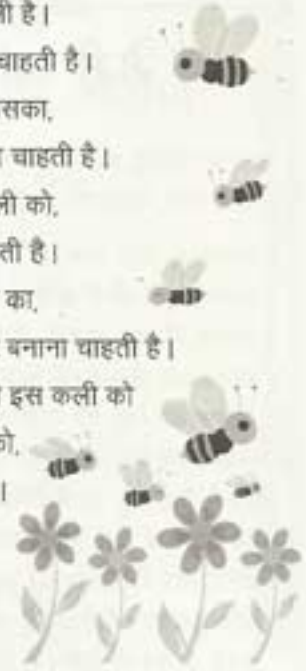 ी है।
चाहती है।
सका,
चाहती है।
ली को,
ती है।
का,
बनाना चाहती है।
इस कली को
को,
।